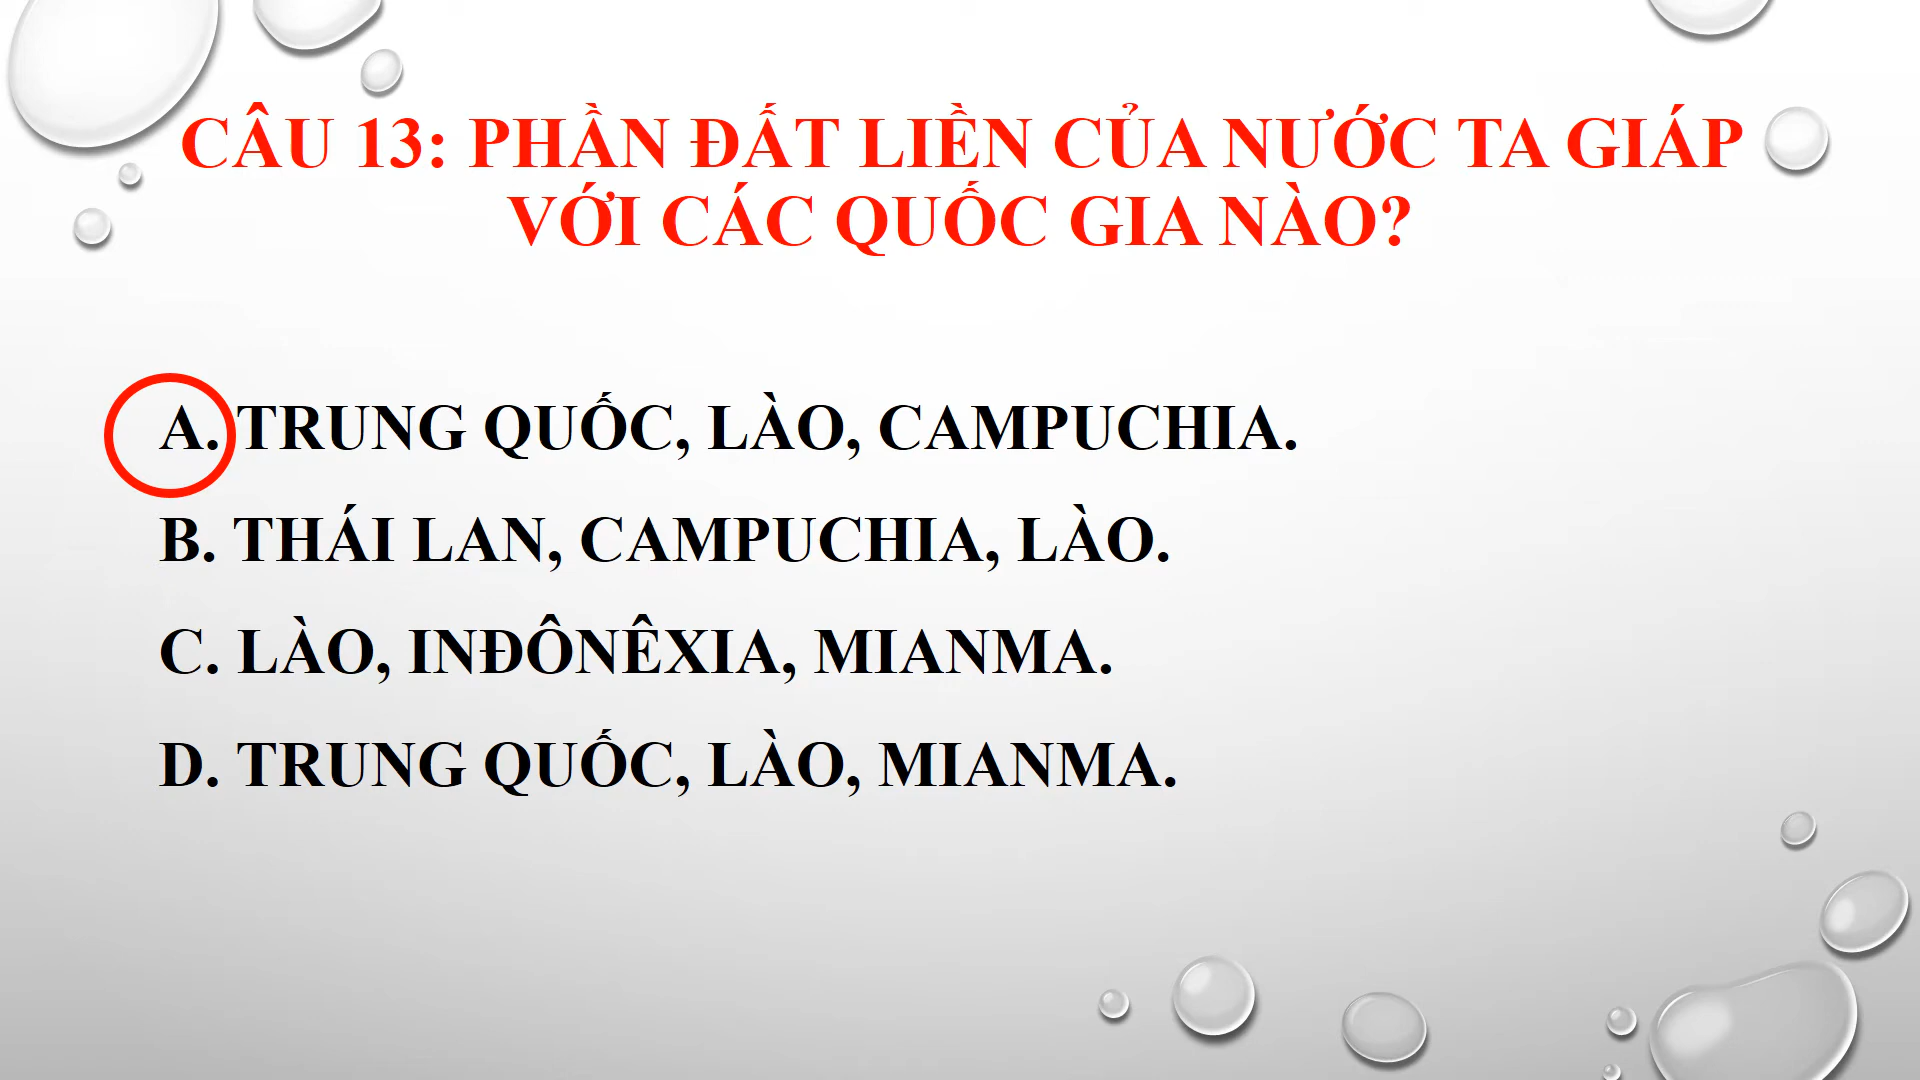 CÂU 13: PHẦN ĐẤT LIỀN CỦA NƯỚC TA GIÁP
VỚI CÁC QUỐC GIA NÀO?
A. TRUNG QUỐC, LÀO, CAMPUCHIA.
B. THÁI LAN, CAMPUCHIA, LÀO.
C. LÀO, INĐÔNÊXIA, MIANMA.
D. TRUNG QUỐC, LÀO, MIANMA.